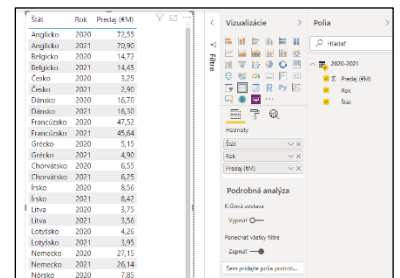 Štát Rok Predaj (€M)
Anglicko 2020 72,55
Anglicko 2021 70,90
Belgicko 2020 14,72
Belgicko 2021 14,45
Česko 2020 3,25
Česko 2021 2,90
Dánsko 2020 16,70
Dánsko 2021 16,30
Francúzsko 2020 47,52
Francúzsko 2021 45,64
Grécko 2020 5,15
Grécko 2021 4,90
Chorvátsko 2020 6,55
Chorvátsko 2021 6,25
Írsko 2020 8,56
Írsko 2021 8,42
Litva 2020 3,75
Litva 2021 3,56
Lotyšsko 2020 4,26
Lotyšsko 2021 3,95
Nemecko 2020 27,15
Nemecko 2021 26,14
Nórsko 2020 7,85
Filtre
Vizualizácie
Hodnoty
Štát
Rok
Predaj (€M)
Podrobná analýza
Krížová zostava
Vypnúť
Ponechať všetky filtre
Zapnúť
Sem pridajte polia podrob...
Polia
Hľadať
2020-2021
Predaj (€M)
Rok
Štát